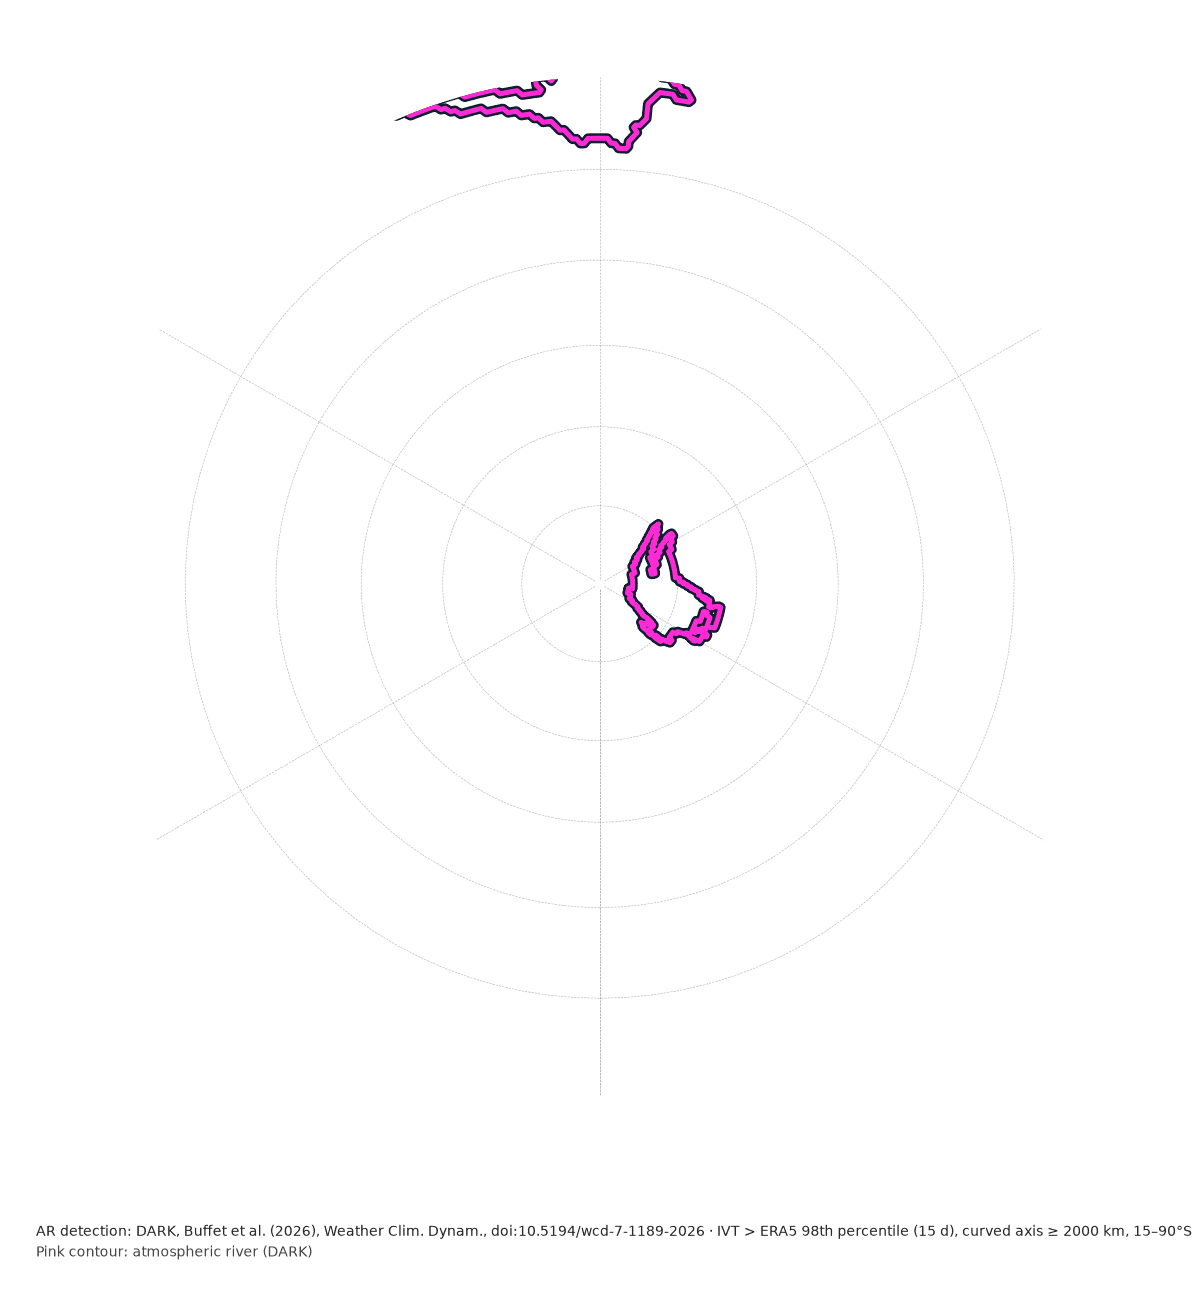 AR detection: DARK, Buffet et al. (2026), Weather Clim. Dynam., doi:10.5194/wcd-7-1189-2026 · IVT > ERA5 98th percentile (15 d), curved axis ≥ 2000 km, 15–90°S
Pink contour: atmospheric river (DARK)